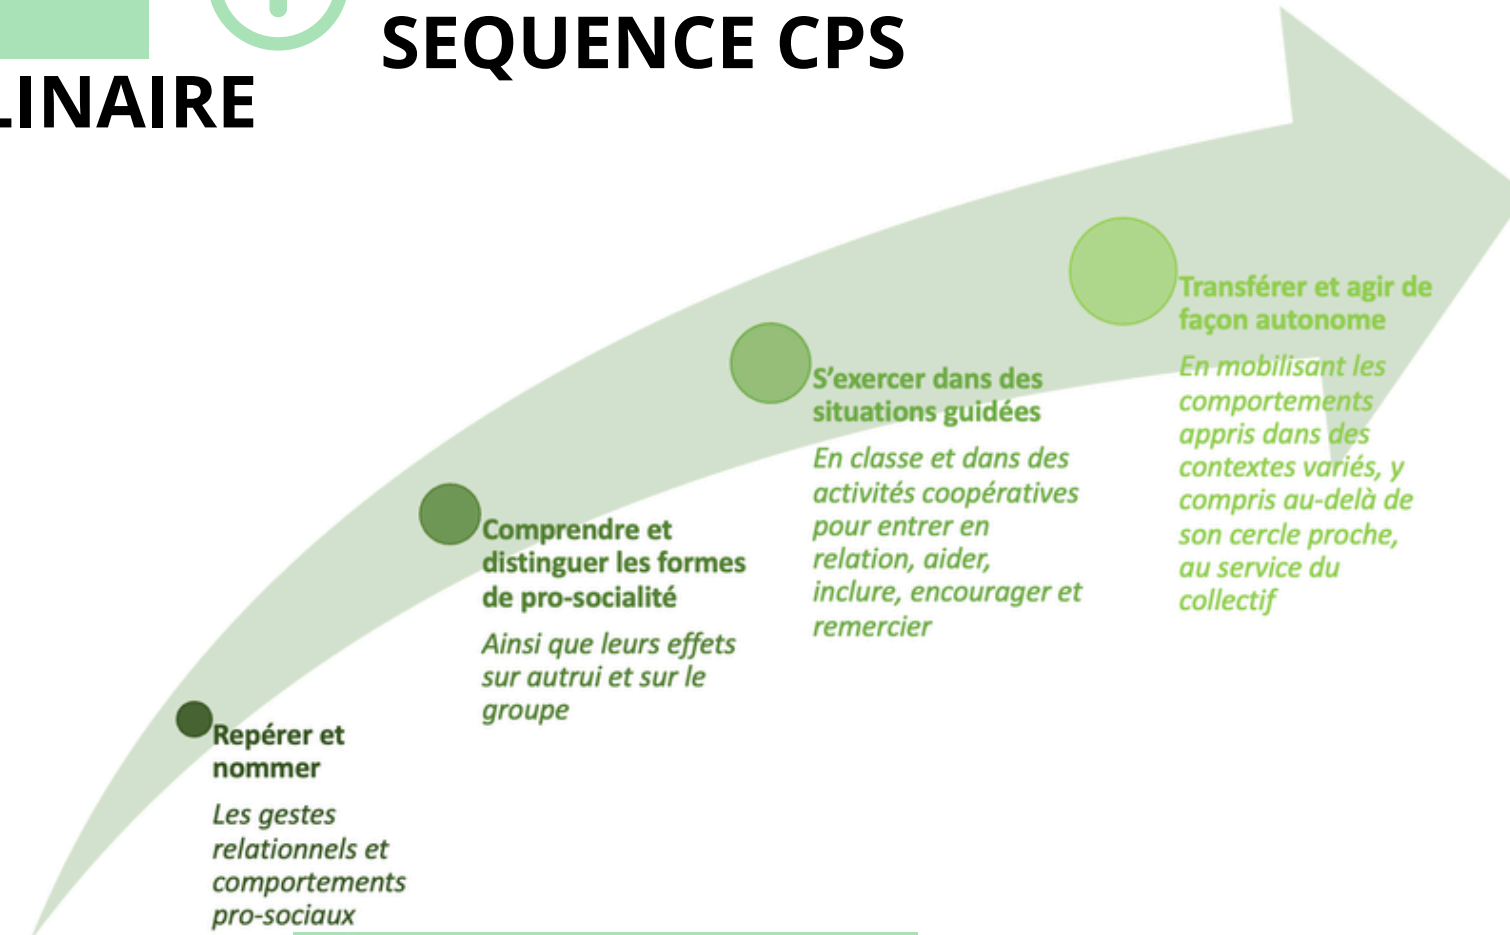 SEQUENCE CPS
LINAIRE
Repérer et
nommer
Les gestes
relationnels et
comportements
pro-sociaux
Comprendre et
distinguer les formes
de pro-socialité
Ainsi que leurs effets
sur autrui et sur le
groupe
S’exercer dans des
situations guidées
En classe et dans des
activités coopératives
pour entrer en
relation, aider,
inclure, encourager et
remercier
Transférer et agir de
façon autonome
En mobilisant les
comportements
appris dans des
contextes variés, y
compris au-delà de
son cercle proche,
au service du
collectif